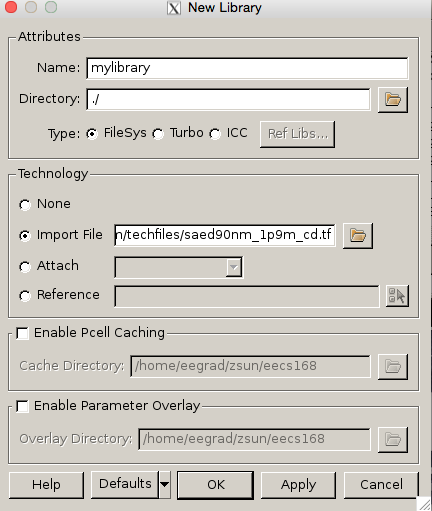 New Library
Attributes
Name: mylibrary
Directory: ./
Type: FileSys Turbo ICC Ref Libs...
Technology
None
Import File n/techfiles/saed90nm_1p9m_cd.tf
Attach
Reference
Enable Pcell Caching
Cache Directory: /home/eegrad/zsun/eecs168
Enable Parameter Overlay
Overlay Directory: /home/eegrad/zsun/eecs168
Help Defaults OK Apply Cancel